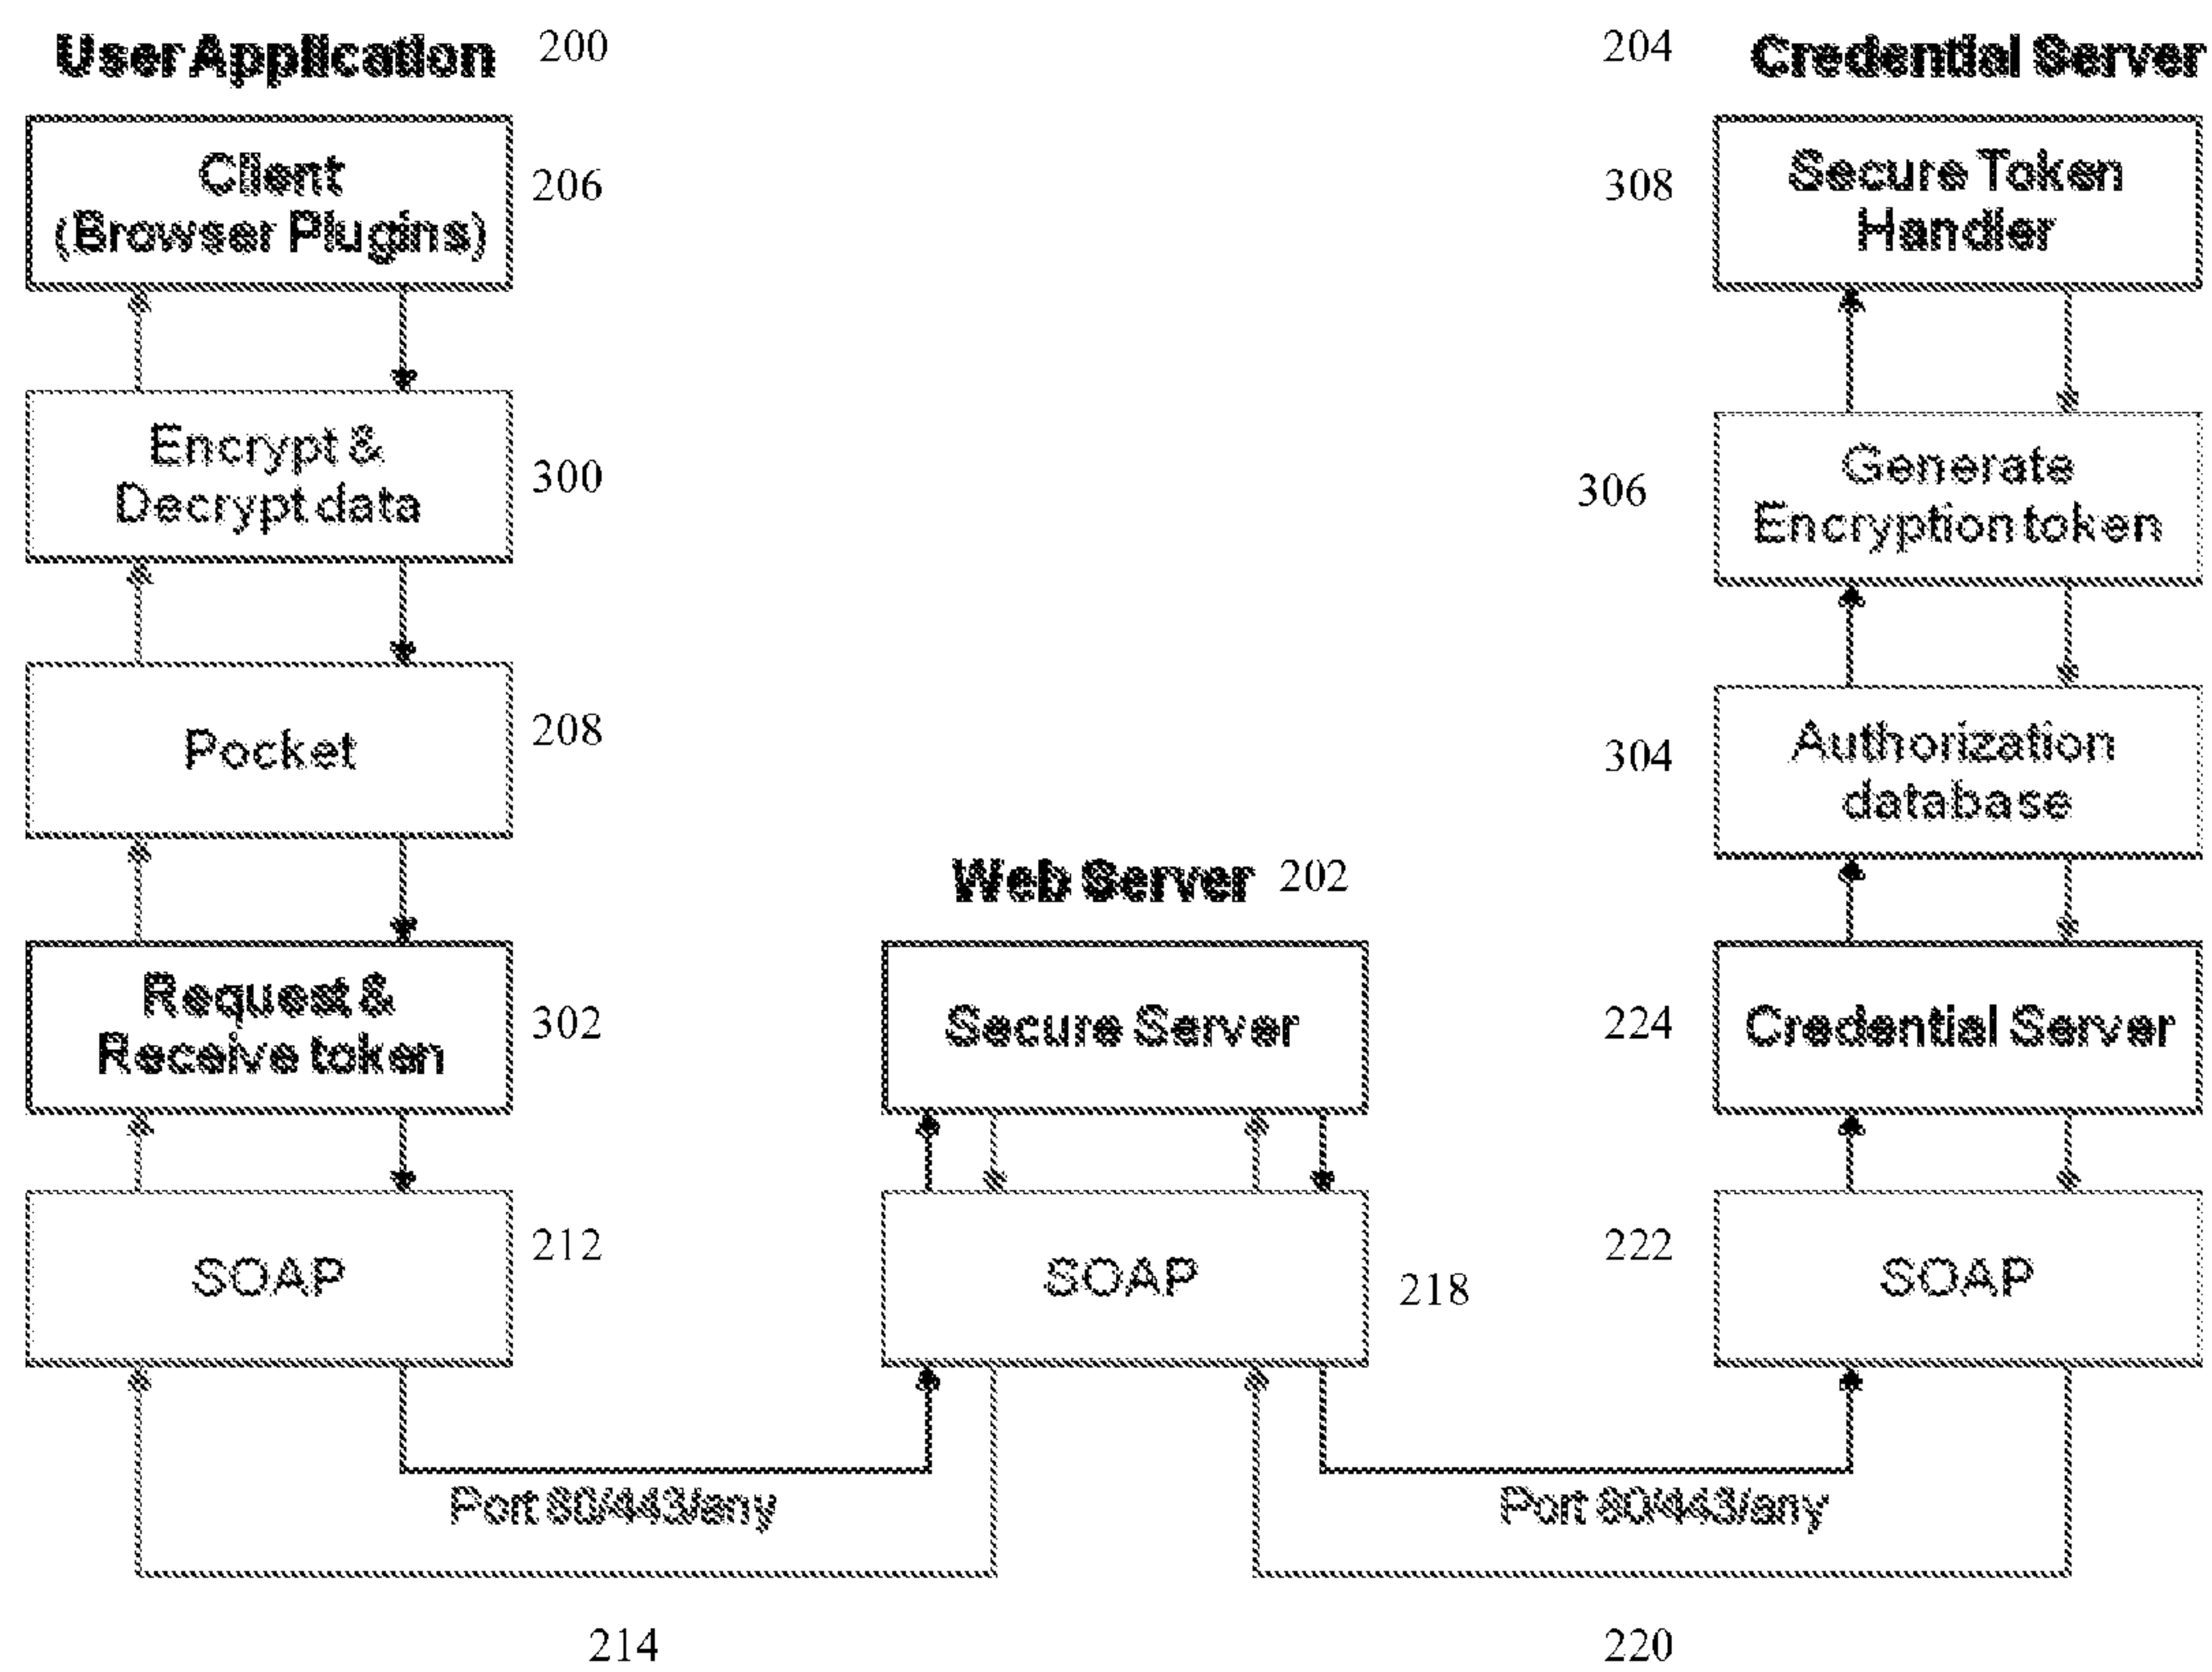 User Application 200
Client
(Browser Plugins)
206
Encrypt &
Decrypt data
300
Pocket
208
Request &
Receive token
302
SOAP
212
Web Server 202
Secure Server
SOAP
218
204 Credential Server
308
Secure Token
Handler
306
Generate
Encryption token
304
Authorization
database
224
Credential Server
222
SOAP
Port 80/443/any
Port 80/443/any
214
220